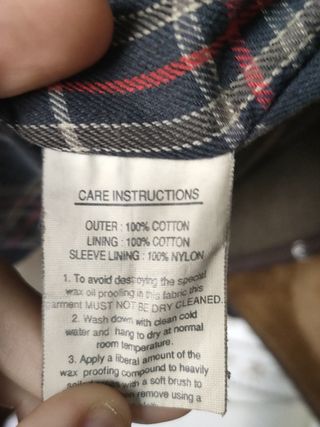 CARE INSTRUCTIONS
OUTER : 100% COTTON
LINING : 100% COTTON
SLEEVE LINING : 100% NYLON
1. To avoid destroying the special
wax oil proofing in this fabric this
garment MUST NOT BE DRY CLEANED.
2. Wash down with clean cold
water and hang to dry at normal
room temperature.
3. Apply a liberal amount of the
wax proofing compound to heavily
soiled areas with a soft brush to
then remove using a